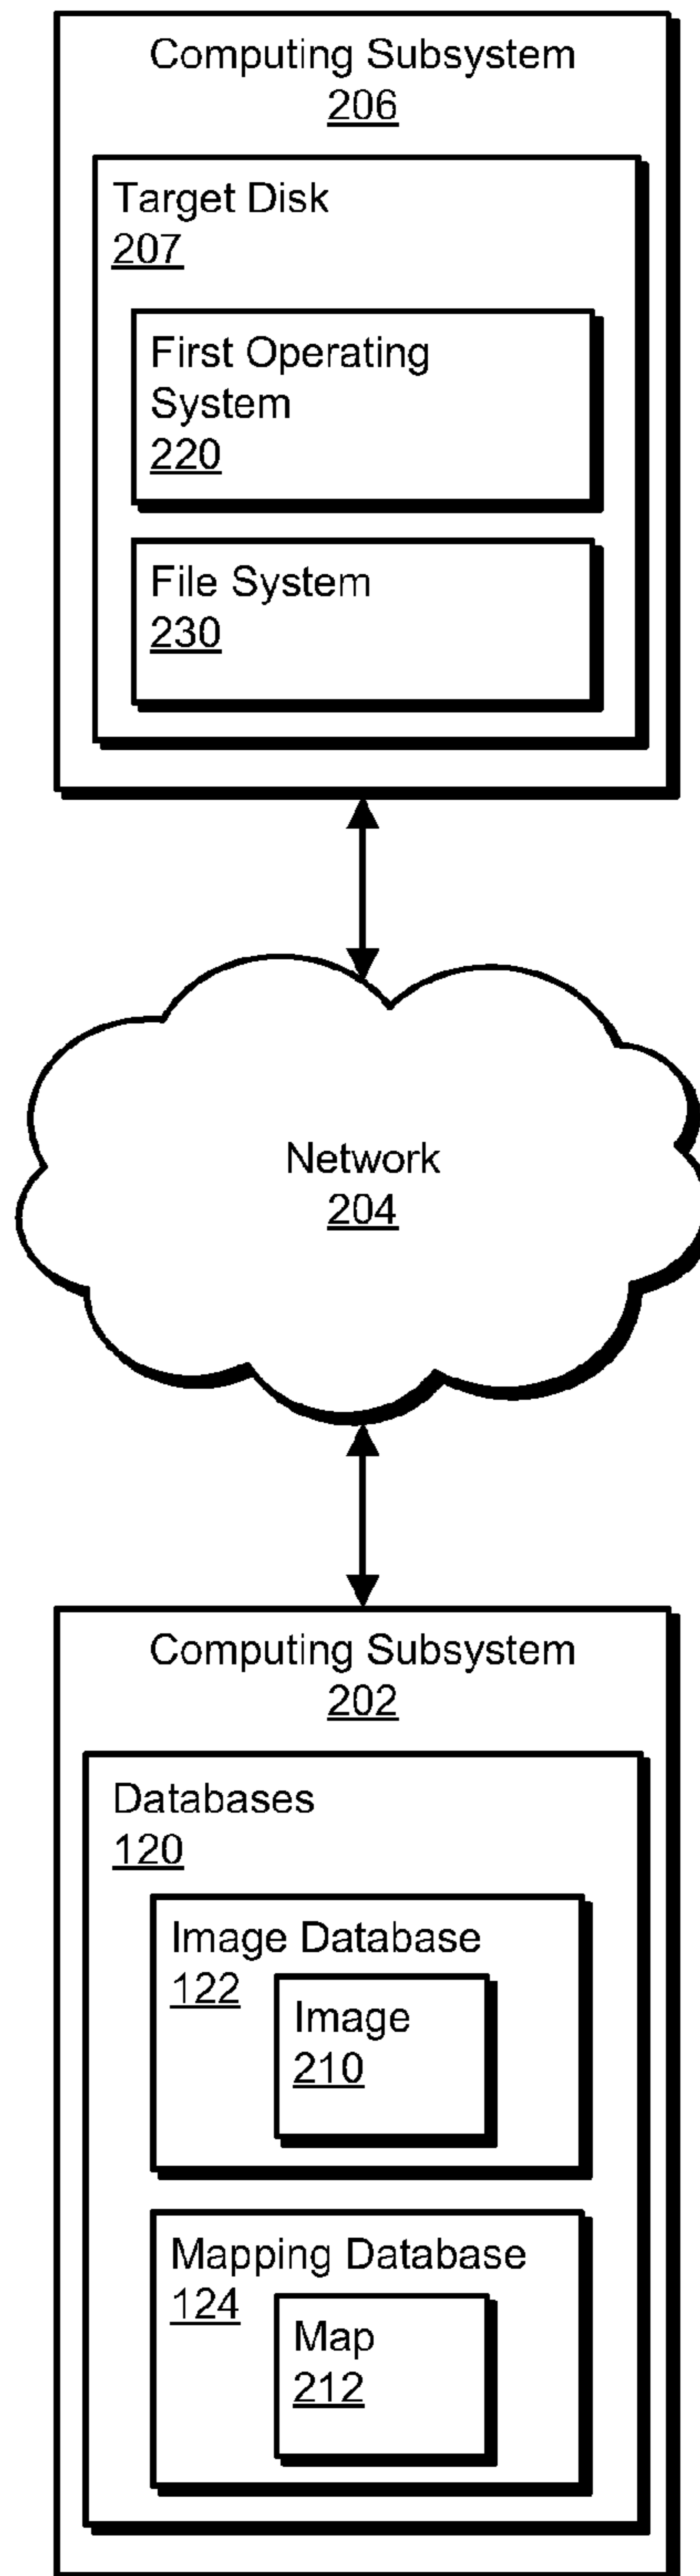 Computing Subsystem
206
Target Disk
207
First Operating
System
220
File System
230
Network
204
Computing Subsystem
202
Databases
120
Image Database
122
Image
210
Mapping Database
124
Map
212